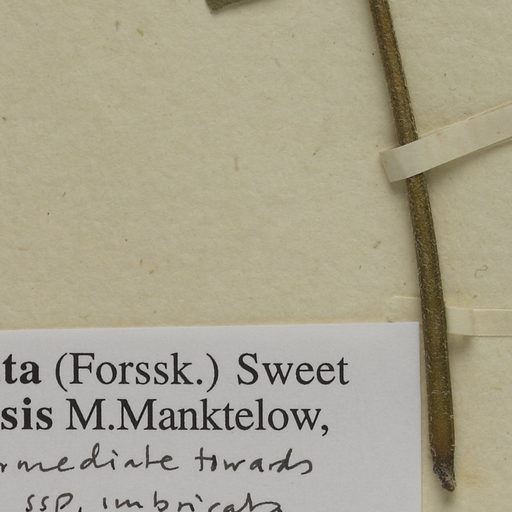 ta (Forssk.) Sweet
sis M.Manktelow,
rmediate towards
ssp. imbricata